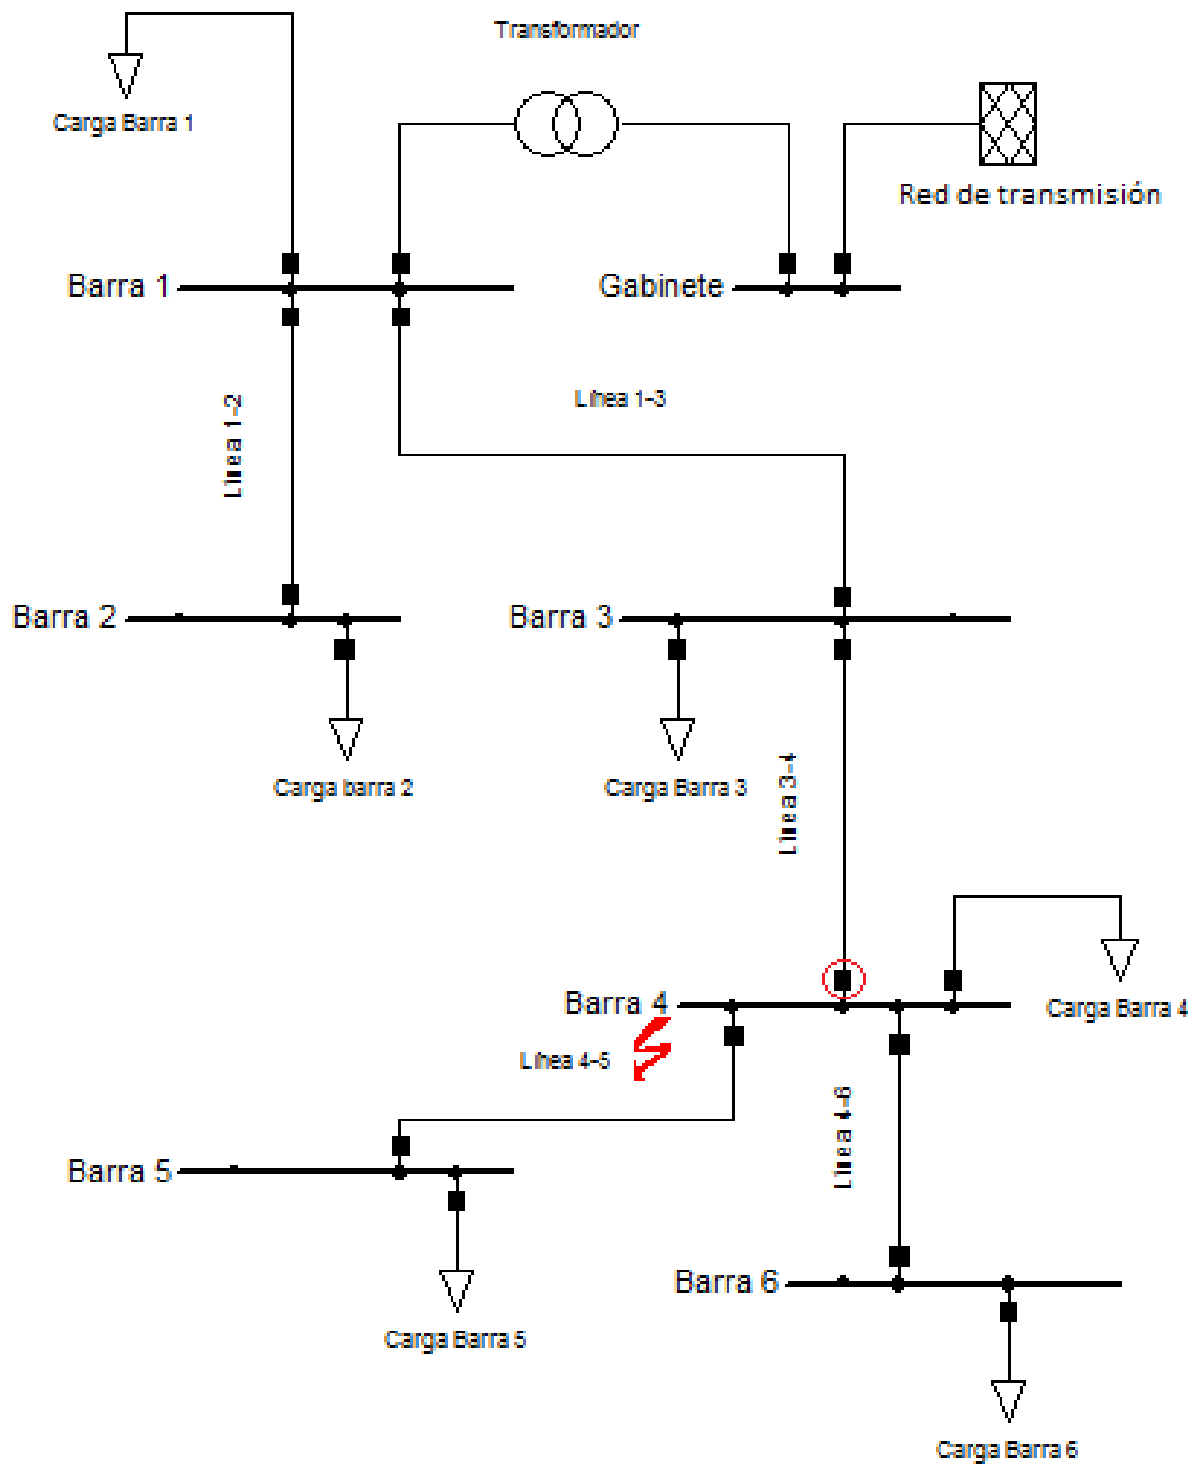 Transformador
Carga Barra 1
Red de transmisión
Barra 1
Gabinete
Línea 1-2
Línea 1-3
Barra 2
Barra 3
Carga barra 2
Carga Barra 3
Línea 3-4
Barra 4
Carga Barra 4
Línea 4-5
Línea 4-6
Barra 5
Barra 6
Carga Barra 5
Carga Barra 6